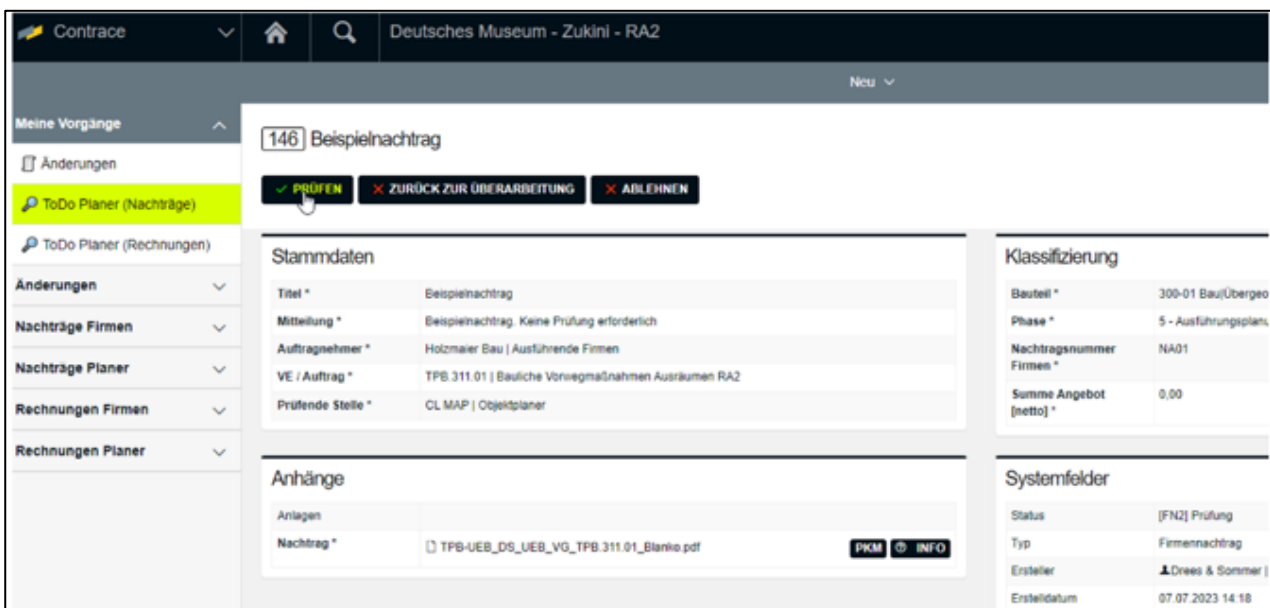 Contrace
Deutsches Museum - Zukini - RA2
Neu
Meine Vorgänge
Änderungen
ToDo Planer (Nachträge)
ToDo Planer (Rechnungen)
Änderungen
Nachträge Firmen
Nachträge Planer
Rechnungen Firmen
Rechnungen Planer
146 Beispielnachtrag
PRÜFEN ZURÜCK ZUR ÜBERARBEITUNG ABLEHNEN
Stammdaten
Titel * Beispielnachtrag
Mitteilung * Beispielnachtrag. Keine Prüfung erforderlich
Auftragnehmer * Holzmaier Bau | Ausführende Firmen
VE / Auftrag * TPB.311.01 | Bauliche Vorwegmaßnahmen Ausräumen RA2
Prüfende Stelle * CL MAP | Objektplaner
Anhänge
Anlagen
Nachtrag * TPB-UEB_DS_UEB_VG_TPB.311.01_Blanko.pdf PKM INFO
Klassifizierung
Bauteil * 300-01 Bau|Übergeo
Phase * 5 - Ausführungsplanu
Nachtragsnummer NA01
Firmen *
Summe Angebot 0,00
[netto] *
Systemfelder
Status [FN2] Prüfung
Typ Firmennachtrag
Ersteller Drees & Sommer |
Erstelldatum 07.07.2023 14:18